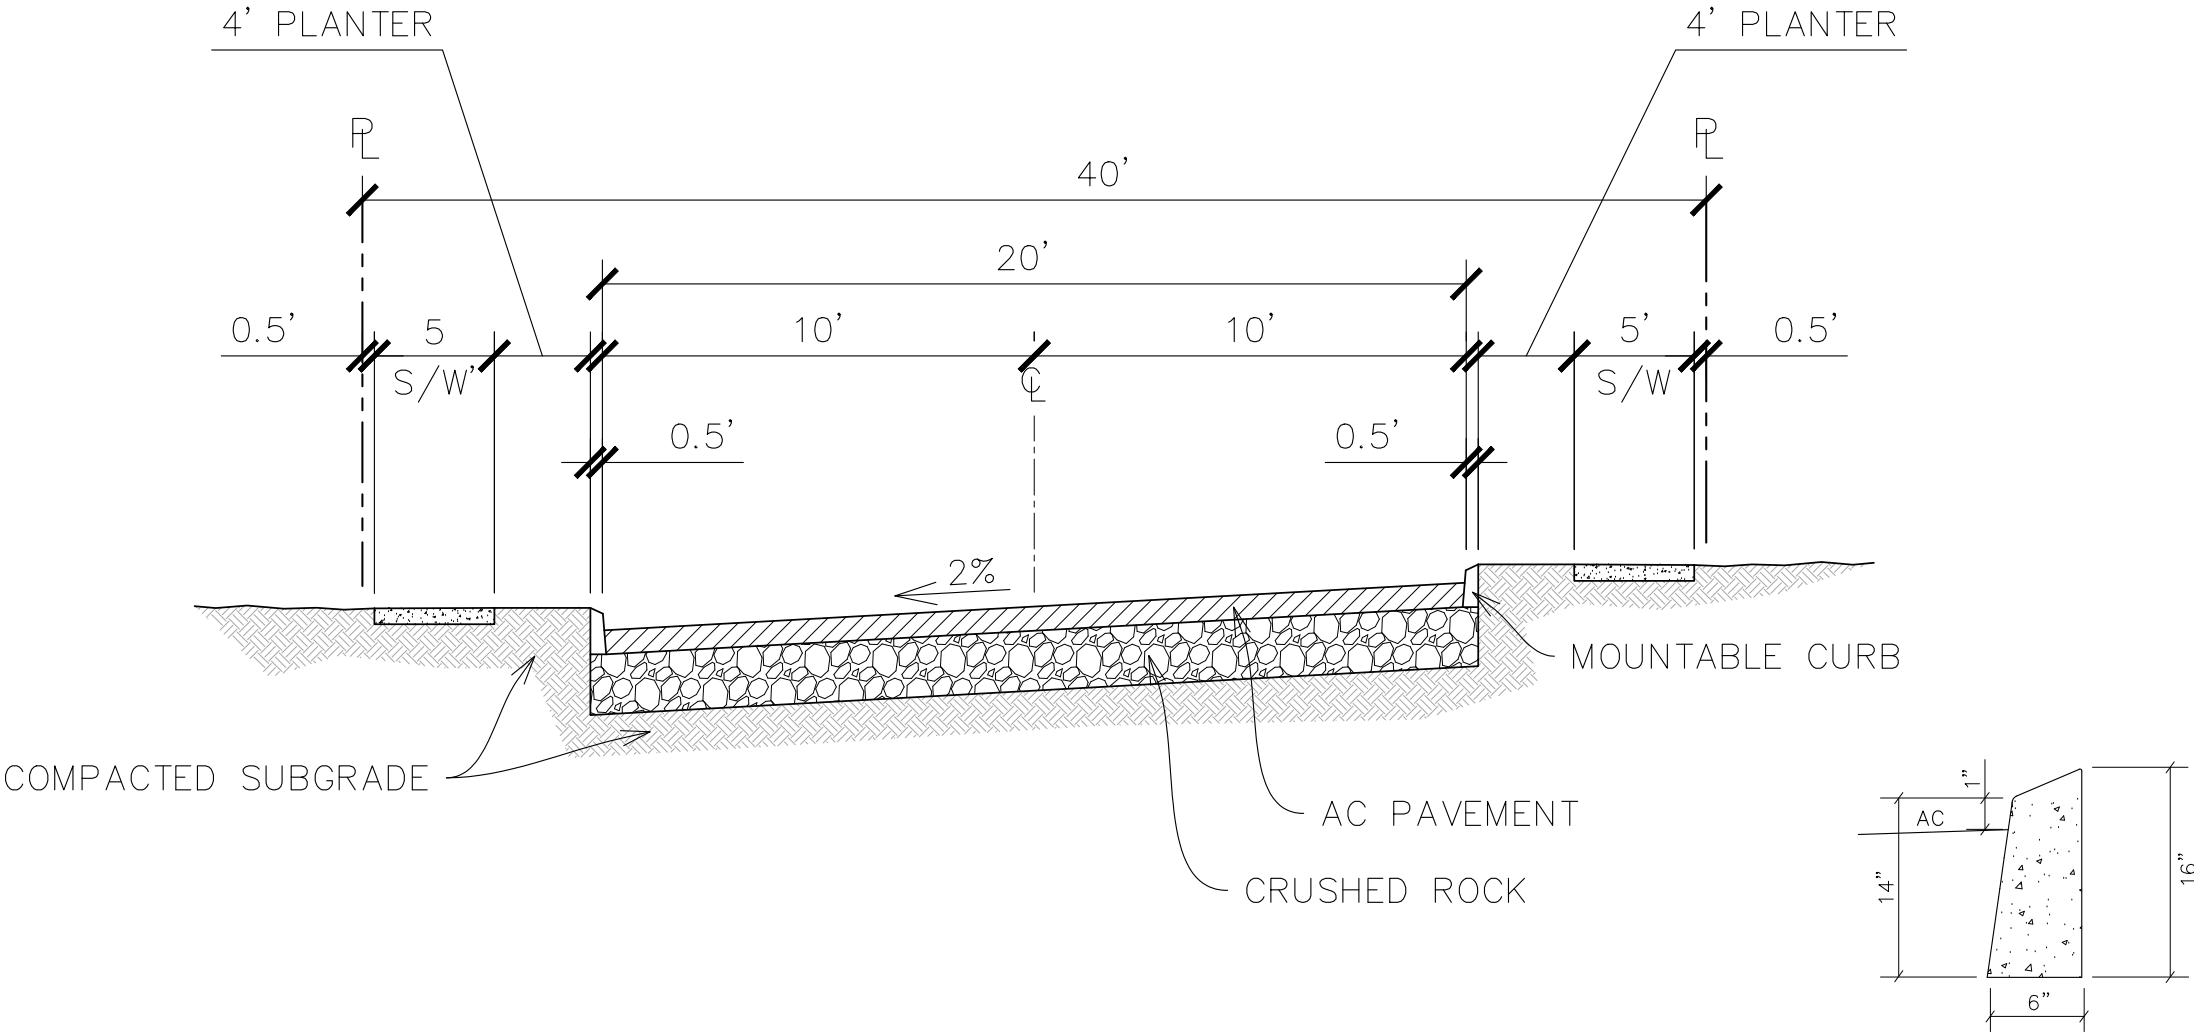 4' PLANTER
4' PLANTER
PL
PL
40'
20'
0.5'
5
10'
10'
5'
0.5'
S/W'
CL
S/W
0.5'
0.5'
2%
MOUNTABLE CURB
COMPACTED SUBGRADE
AC PAVEMENT
CRUSHED ROCK
1"
AC
14"
16"
6"